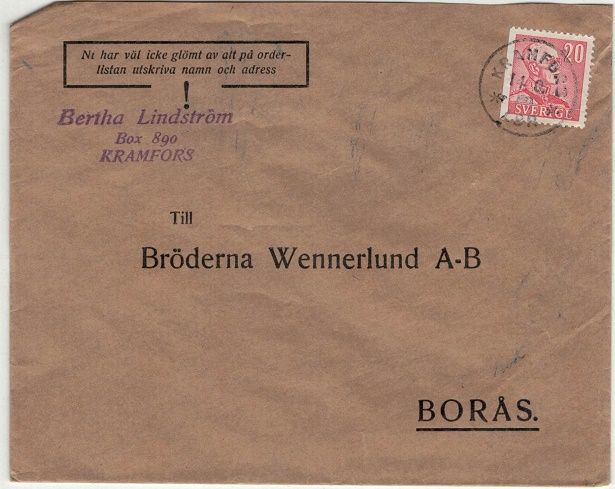 Ni har väl icke glömt av att på order-
listan utskriva namn och adress
!
Bertha Lindström
Box 890
KRAMFORS
20
SVERIGE
KRAMFORS
Till
Bröderna Wennerlund A-B
BORÅS.